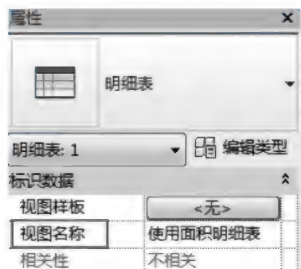 属性
明细表
明细表: 1 编辑类型
标识数据
视图样板 <无>
视图名称 使用面积明细表
相关性 不相关